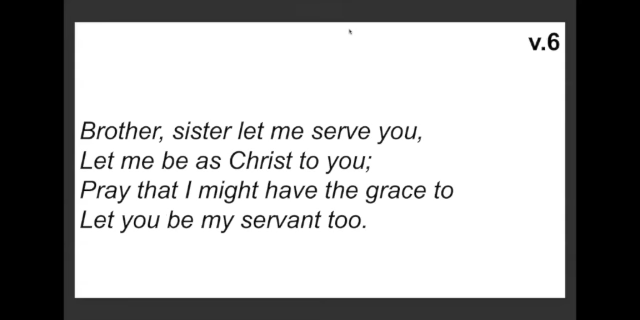 v.6
Brother, sister let me serve you,
Let me be as Christ to you;
Pray that I might have the grace to
Let you be my servant too.